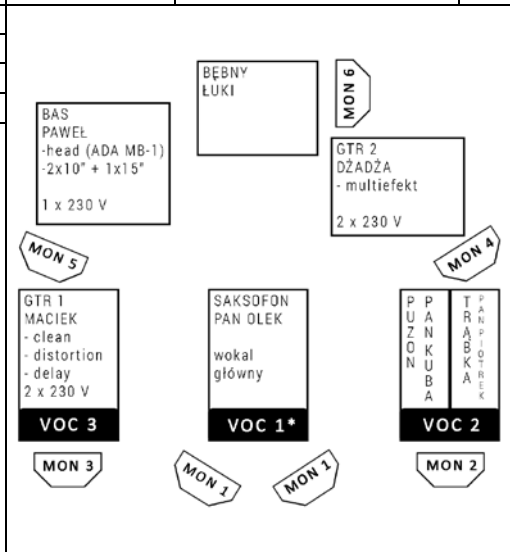 BĘBNY
ŁUKI
MON 6
BAS
PAWEŁ
-head (ADA MB-1)
-2x10" + 1x15"
1 x 230 V
GTR 2
DŻADŻA
- multiefekt
2 x 230 V
MON 5
MON 4
GTR 1
MACIEK
- clean
- distortion
- delay
2 x 230 V
VOC 3
SAKSOFON
PAN OLEK
wokal
główny
VOC 1*
PUZON
PAN KUBA
TRĄBKA
PAN PIOTREK
VOC 2
MON 3
MON 1
MON 1
MON 2